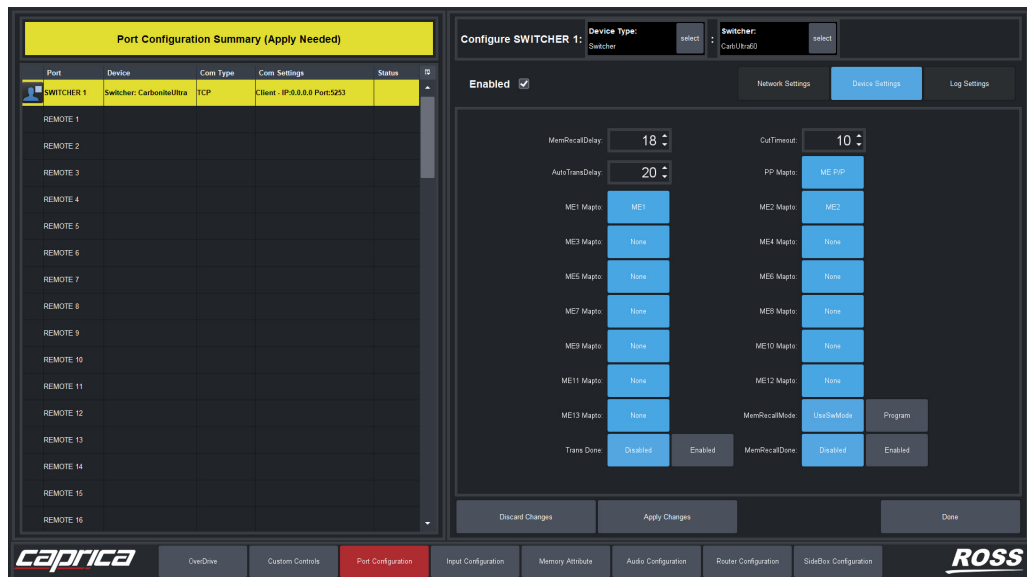 Port Configuration Summary (Apply Needed)
Port Device Com Type Com Settings Status
SWITCHER 1 Switcher: CarboniteUltra TCP Client - IP:0.0.0.0 Port:5253
REMOTE 1
REMOTE 2
REMOTE 3
REMOTE 4
REMOTE 5
REMOTE 6
REMOTE 7
REMOTE 8
REMOTE 9
REMOTE 10
REMOTE 11
REMOTE 12
REMOTE 13
REMOTE 14
REMOTE 15
REMOTE 16
Configure SWITCHER 1: Device Type: Switcher select : Switcher: CarbUltra60 select
Enabled Network Settings Device Settings Log Settings
MemRecallDelay: 18 CutTimeout: 10
AutoTransDelay: 20 PP Mapto: ME P/P
ME1 Mapto: ME1 ME2 Mapto: ME2
ME3 Mapto: None ME4 Mapto: None
ME5 Mapto: None ME6 Mapto: None
ME7 Mapto: None ME8 Mapto: None
ME9 Mapto: None ME10 Mapto: None
ME11 Mapto: None ME12 Mapto: None
ME13 Mapto: None MemRecallMode: UseSwMode Program
Trans Done: Disabled Enabled MemRecallDone: Disabled Enabled
Discard Changes Apply Changes Done
caprica OverDrive Custom Controls Port Configuration Input Configuration Memory Attribute Audio Configuration Router Configuration SideBox Configuration ROSS